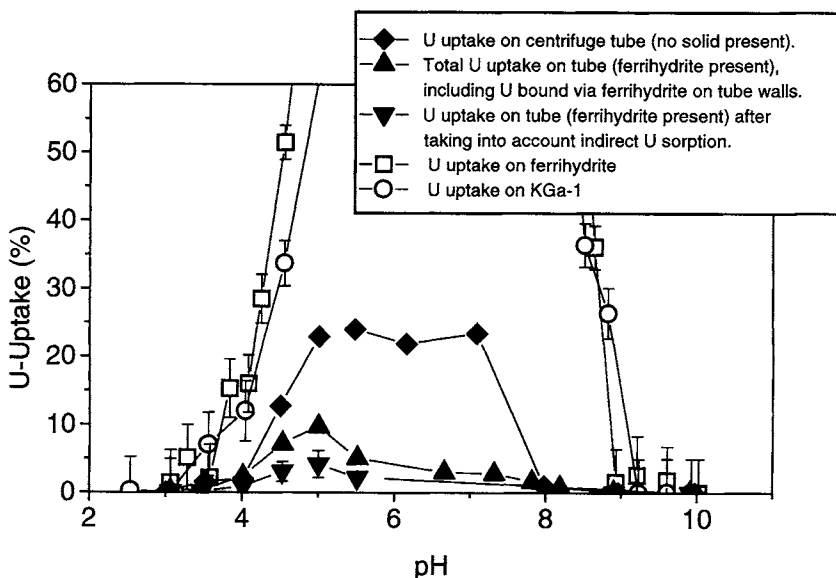 U uptake on centrifuge tube (no solid present).
Total U uptake on tube (ferrihydrite present),
including U bound via ferrihydrite on tube walls.
U uptake on tube (ferrihydrite present) after
taking into account indirect U sorption.
U uptake on ferrihydrite
U uptake on KGa-1
60
50
40
30
20
10
0
U-Uptake (%)
2
4
6
8
10
pH